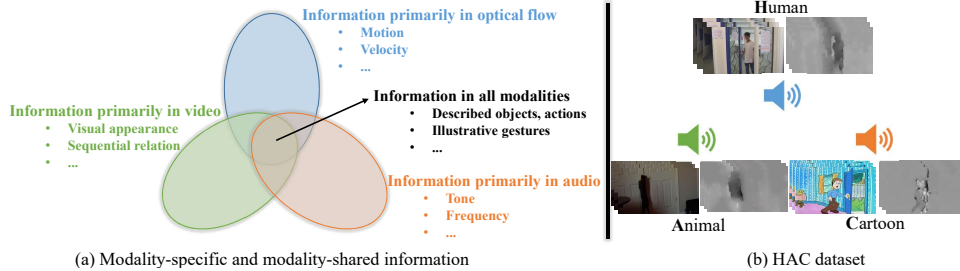 Information primarily in optical flow
• Motion
• Velocity
• ...
Information in all modalities
• Described objects, actions
• Illustrative gestures
• ...
Information primarily in video
• Visual appearance
• Sequential relation
• ...
Information primarily in audio
• Tone
• Frequency
• ...
(a) Modality-specific and modality-shared information
Human
Animal
Cartoon
(b) HAC dataset